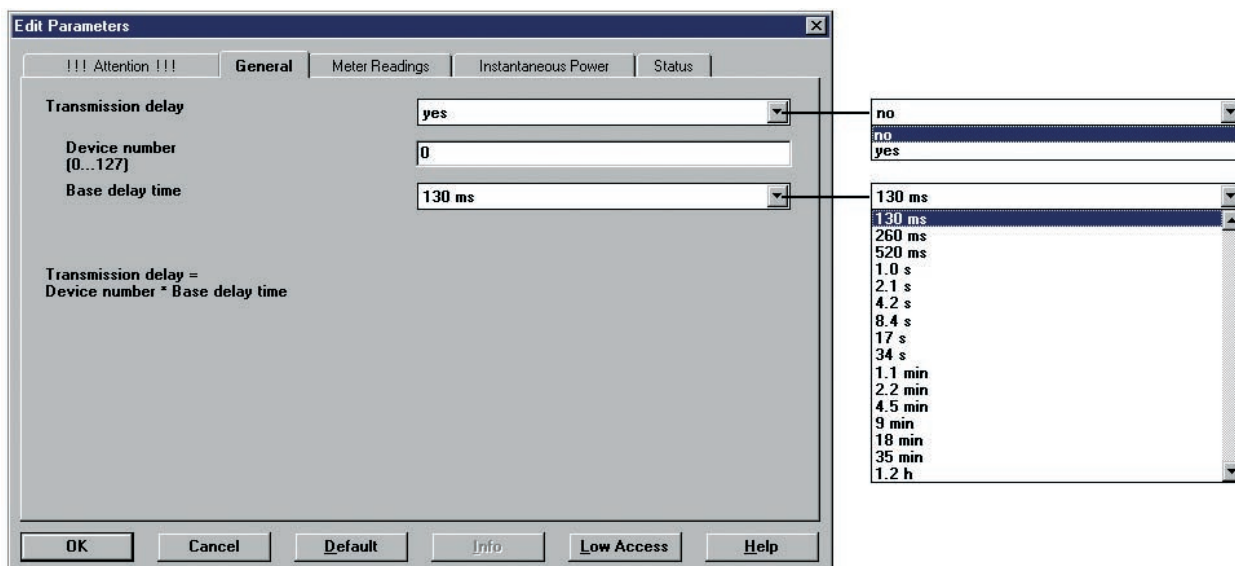 Edit Parameters
!!! Attention !!!
General
Meter Readings
Instantaneous Power
Status
Transmission delay
yes
Device number
(0...127)
0
Base delay time
130 ms
Transmission delay =
Device number * Base delay time
OK
Cancel
Default
Info
Low Access
Help
no
no
yes
130 ms
130 ms
260 ms
520 ms
1.0 s
2.1 s
4.2 s
8.4 s
17 s
34 s
1.1 min
2.2 min
4.5 min
9 min
18 min
35 min
1.2 h